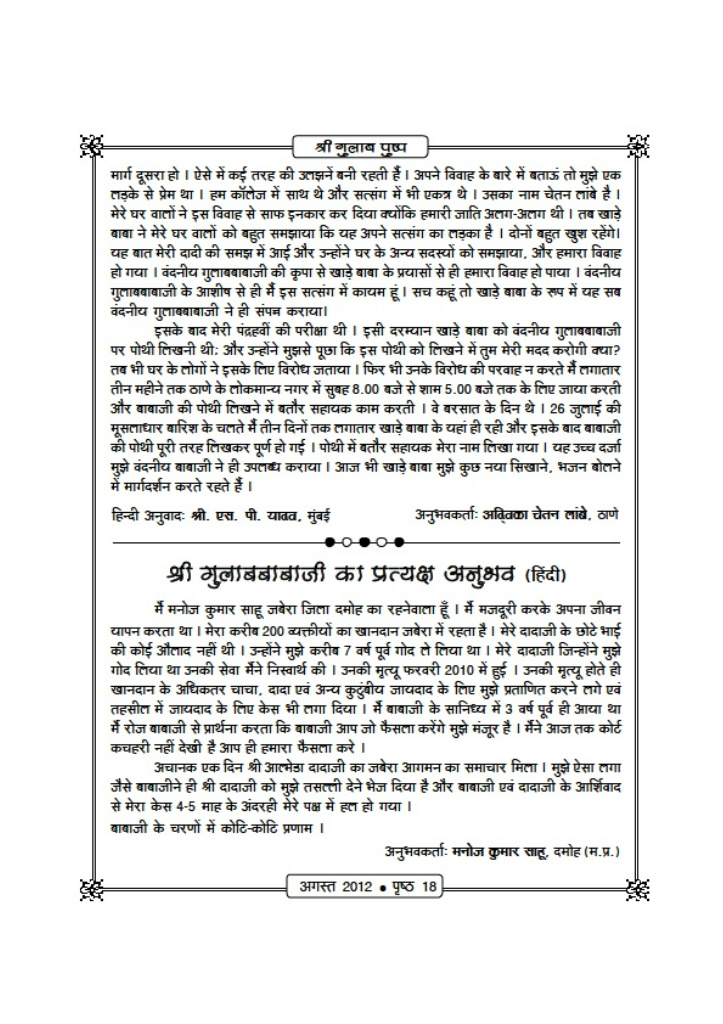 श्री गुलाब पुष्प
मार्ग दूसरा हो । ऐसे में कई तरह की उलझनें बनी रहती हैं । अपने विवाह के बारे में बताऊं तो मुझे एक
लड़के से प्रेम था । हम कॉलेज में साथ थे और सत्संग में भी एकत्र थे । उसका नाम चेतन लांबे है ।
मेरे घर वालों ने इस विवाह से साफ इनकार कर दिया क्योंकि हमारी जाति अलग-अलग थी । तब खाड़े
बाबा ने मेरे घर वालों को बहुत समझाया कि यह अपने सत्संग का लड़का है । दोनों बहुत खुश रहेंगे।
यह बात मेरी दादी की समझ में आई और उन्होंने घर के अन्य सदस्यों को समझाया, और हमारा विवाह
हो गया । वंदनीय गुलाबबाबाजी की कृपा से खाड़े बाबा के प्रयासों से ही हमारा विवाह हो पाया । वंदनीय
गुलाबबाबाजी के आशीष से ही मैं इस सत्संग में कायम हूं । सच कहूं तो खाड़े बाबा के रूप में यह सब
वंदनीय गुलाबबाबाजी ने ही संपन्न कराया।
इसके बाद मेरी पंद्रहवीं की परीक्षा थी । इसी दरम्यान खाड़े बाबा को वंदनीय गुलाबबाबाजी
पर पोथी लिखनी थी; और उन्होंने मुझसे पूछा कि इस पोथी को लिखने में तुम मेरी मदद करोगी क्या?
तब भी घर के लोगों ने इसके लिए विरोध जताया । फिर भी उनके विरोध की परवाह न करते मैं लगातार
तीन महीने तक ठाणे के लोकमान्य नगर में सुबह 8.00 बजे से शाम 5.00 बजे तक के लिए जाया करती
और बाबाजी की पोथी लिखने में बतौर सहायक काम करती । वे बरसात के दिन थे । 26 जुलाई की
मूसलाधार बारिश के चलते मैं तीन दिनों तक लगातार खाड़े बाबा के यहां ही रही और इसके बाद बाबाजी
की पोथी पूरी तरह लिखकर पूर्ण हो गई । पोथी में बतौर सहायक मेरा नाम लिखा गया । यह उच्च दर्जा
मुझे वंदनीय बाबाजी ने ही उपलब्ध कराया । आज भी खाड़े बाबा मुझे कुछ नया सिखाने, भजन बोलने
में मार्गदर्शन करते रहते हैं ।
हिन्दी अनुवादः श्री. एस. पी. यादव, मुंबई अनुभवकर्ताः अव्दिका चेतन लांबे, ठाणे
श्री गुलाबबाबाजी का प्रत्यक्ष अनुभव (हिंदी)
मैं मनोज कुमार साहू जबेरा जिला दमोह का रहनेवाला हूँ । मैं मजदूरी करके अपना जीवन
यापन करता था । मेरा करीब 200 व्यक्तीयों का खानदान जबेरा में रहता है । मेरे दादाजी के छोटे भाई
की कोई औलाद नहीं थी । उन्होंने मुझे करीब 7 वर्ष पूर्व गोद ले लिया था । मेरे दादाजी जिन्होंने मुझे
गोद लिया था उनकी सेवा मैंने निस्वार्थ की । उनकी मृत्यू फरवरी 2010 में हुई । उनकी मृत्यू होते ही
खानदान के अधिकतर चाचा, दादा एवं अन्य कुटुंबीय जायदाद के लिए मुझे प्रताणित करने लगे एवं
तहसील में जायदाद के लिए केस भी लगा दिया । मैं बाबाजी के सानिध्य में 3 वर्ष पूर्व ही आया था
मैं रोज बाबाजी से प्रार्थना करता कि बाबाजी आप जो फैसला करेंगे मुझे मंजूर है । मैंने आज तक कोर्ट
कचहरी नहीं देखी है आप ही हमारा फैसला करे ।
अचानक एक दिन श्री आत्मेडा दादाजी का जबेरा आगमन का समाचार मिला । मुझे ऐसा लगा
जैसे बाबाजीने ही श्री दादाजी को मुझे तसल्ली देने भेज दिया है और बाबाजी एवं दादाजी के आर्शिवाद
से मेरा केस 4-5 माह के अंदरही मेरे पक्ष में हल हो गया ।
बाबाजी के चरणों में कोटि-कोटि प्रणाम ।
अनुभवकर्ताः मनोज कुमार साहू, दमोह (म.प्र.)
अगस्त 2012 ● पृष्ठ 18